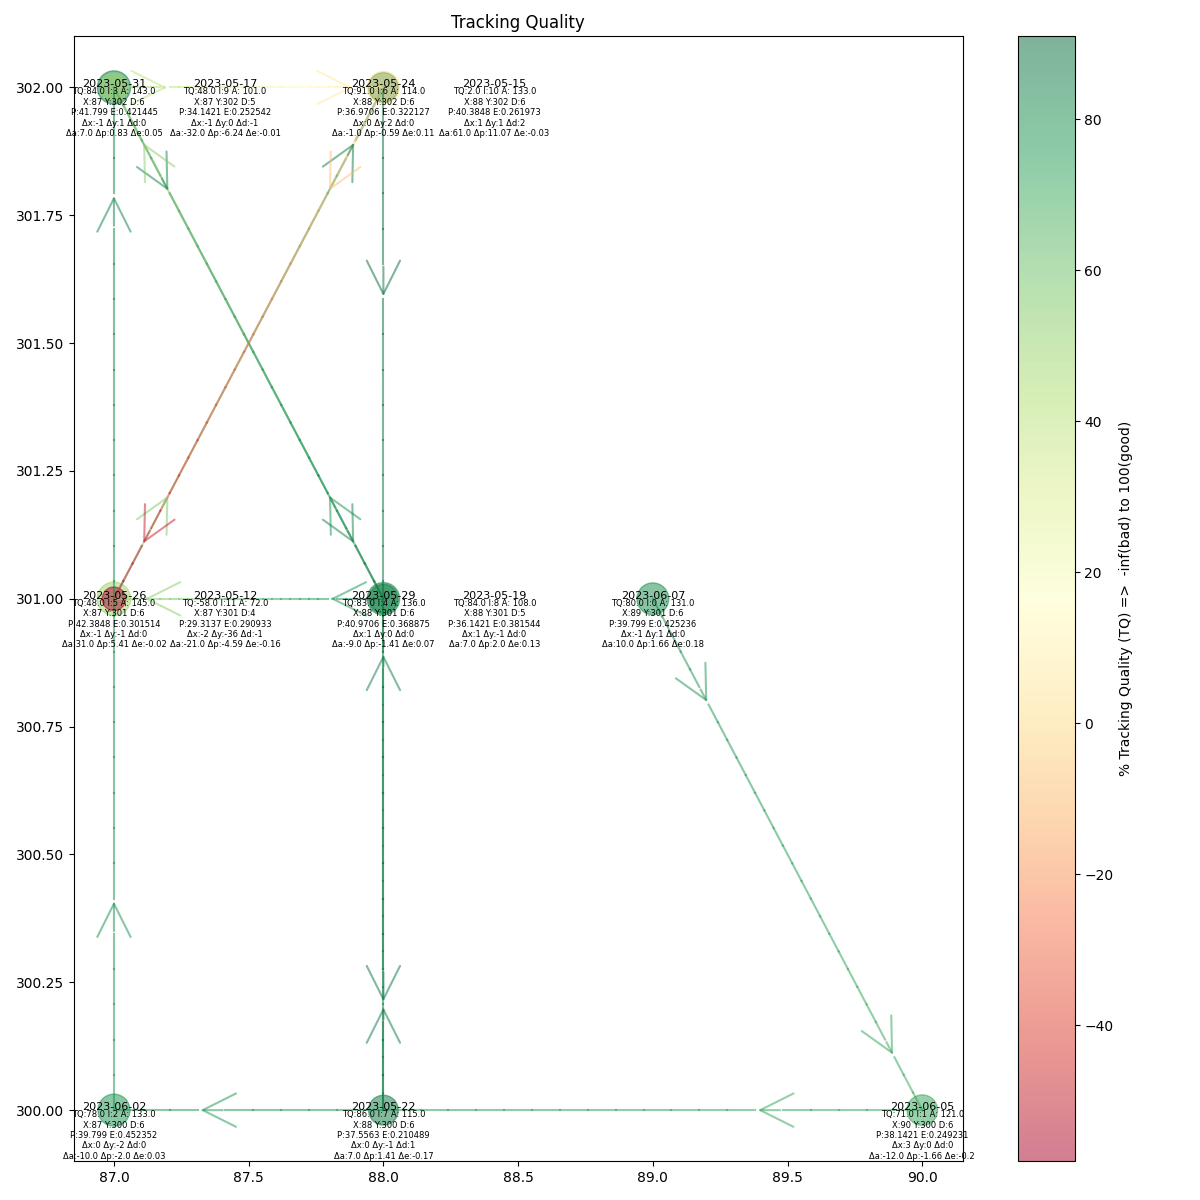 Tracking Quality
302.00
301.75
301.50
301.25
301.00
300.75
300.50
300.25
300.00
2023-05-31
TQ:84.0 I:3 A: 143.0
X:87 Y:302 D:6
P:41.799 E:0.421445
Δx:-1 Δy:1 Δd:0
Δa:7.0 Δp:0.83 Δe:0.05
2023-05-17
TQ:48.0 I:9 A: 101.0
X:87 Y:302 D:5
P:34.1421 E:0.252542
Δx:-1 Δy:0 Δd:-1
Δa:-32.0 Δp:-6.24 Δe:-0.01
2023-05-24
TQ:91.0 I:6 A: 114.0
X:88 Y:302 D:6
P:36.9706 E:0.322127
Δx:0 Δy:2 Δd:0
Δa:-1.0 Δp:-0.59 Δe:0.11
2023-05-15
TQ:2.0 I:10 A: 133.0
X:88 Y:302 D:6
P:40.3848 E:0.261973
Δx:1 Δy:1 Δd:2
Δa:61.0 Δp:11.07 Δe:-0.03
2023-05-26
TQ:48.0 I:5 A: 145.0
X:87 Y:301 D:6
P:42.3848 E:0.301514
Δx:-1 Δy:-1 Δd:0
Δa:31.0 Δp:5.41 Δe:-0.02
2023-05-12
TQ:-58.0 I:11 A: 72.0
X:87 Y:301 D:4
P:29.3137 E:0.290933
Δx:-2 Δy:-36 Δd:-1
Δa:-21.0 Δp:-4.59 Δe:-0.16
2023-05-29
TQ:83.0 I:4 A: 136.0
X:88 Y:301 D:6
P:40.9706 E:0.368875
Δx:1 Δy:0 Δd:0
Δa:-9.0 Δp:-1.41 Δe:0.07
2023-05-19
TQ:84.0 I:8 A: 108.0
X:88 Y:301 D:5
P:36.1421 E:0.381544
Δx:1 Δy:-1 Δd:0
Δa:7.0 Δp:2.0 Δe:0.13
2023-06-07
TQ:80.0 I:0 A: 131.0
X:89 Y:301 D:6
P:39.799 E:0.425236
Δx:-1 Δy:1 Δd:0
Δa:10.0 Δp:1.66 Δe:0.18
2023-06-02
TQ:78.0 I:2 A: 133.0
X:87 Y:300 D:6
P:39.799 E:0.452352
Δx:0 Δy:-2 Δd:0
Δa:-10.0 Δp:-2.0 Δe:0.03
2023-05-22
TQ:86.0 I:7 A: 115.0
X:88 Y:300 D:6
P:37.5563 E:0.210489
Δx:0 Δy:-1 Δd:1
Δa:7.0 Δp:1.41 Δe:-0.17
2023-06-05
TQ:71.0 I:1 A: 121.0
X:90 Y:300 D:6
P:38.1421 E:0.249231
Δx:3 Δy:0 Δd:0
Δa:-12.0 Δp:-1.66 Δe:-0.2
87.0
87.5
88.0
88.5
89.0
89.5
90.0
80
60
40
20
0
−20
−40
% Tracking Quality (TQ) => -inf(bad) to 100(good)